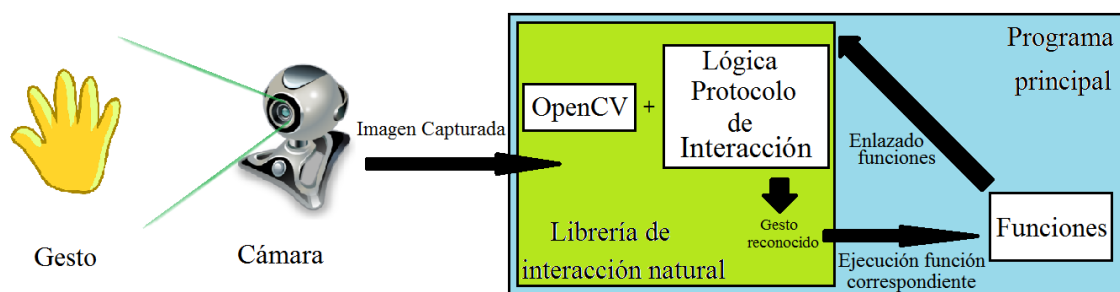 Gesto
Cámara
Imagen Capturada
OpenCV
+
Lógica
Protocolo
de
Interacción
Gesto
reconocido
Librería de
interacción natural
Programa
principal
Enlazado
funciones
Funciones
Ejecución función
correspondiente